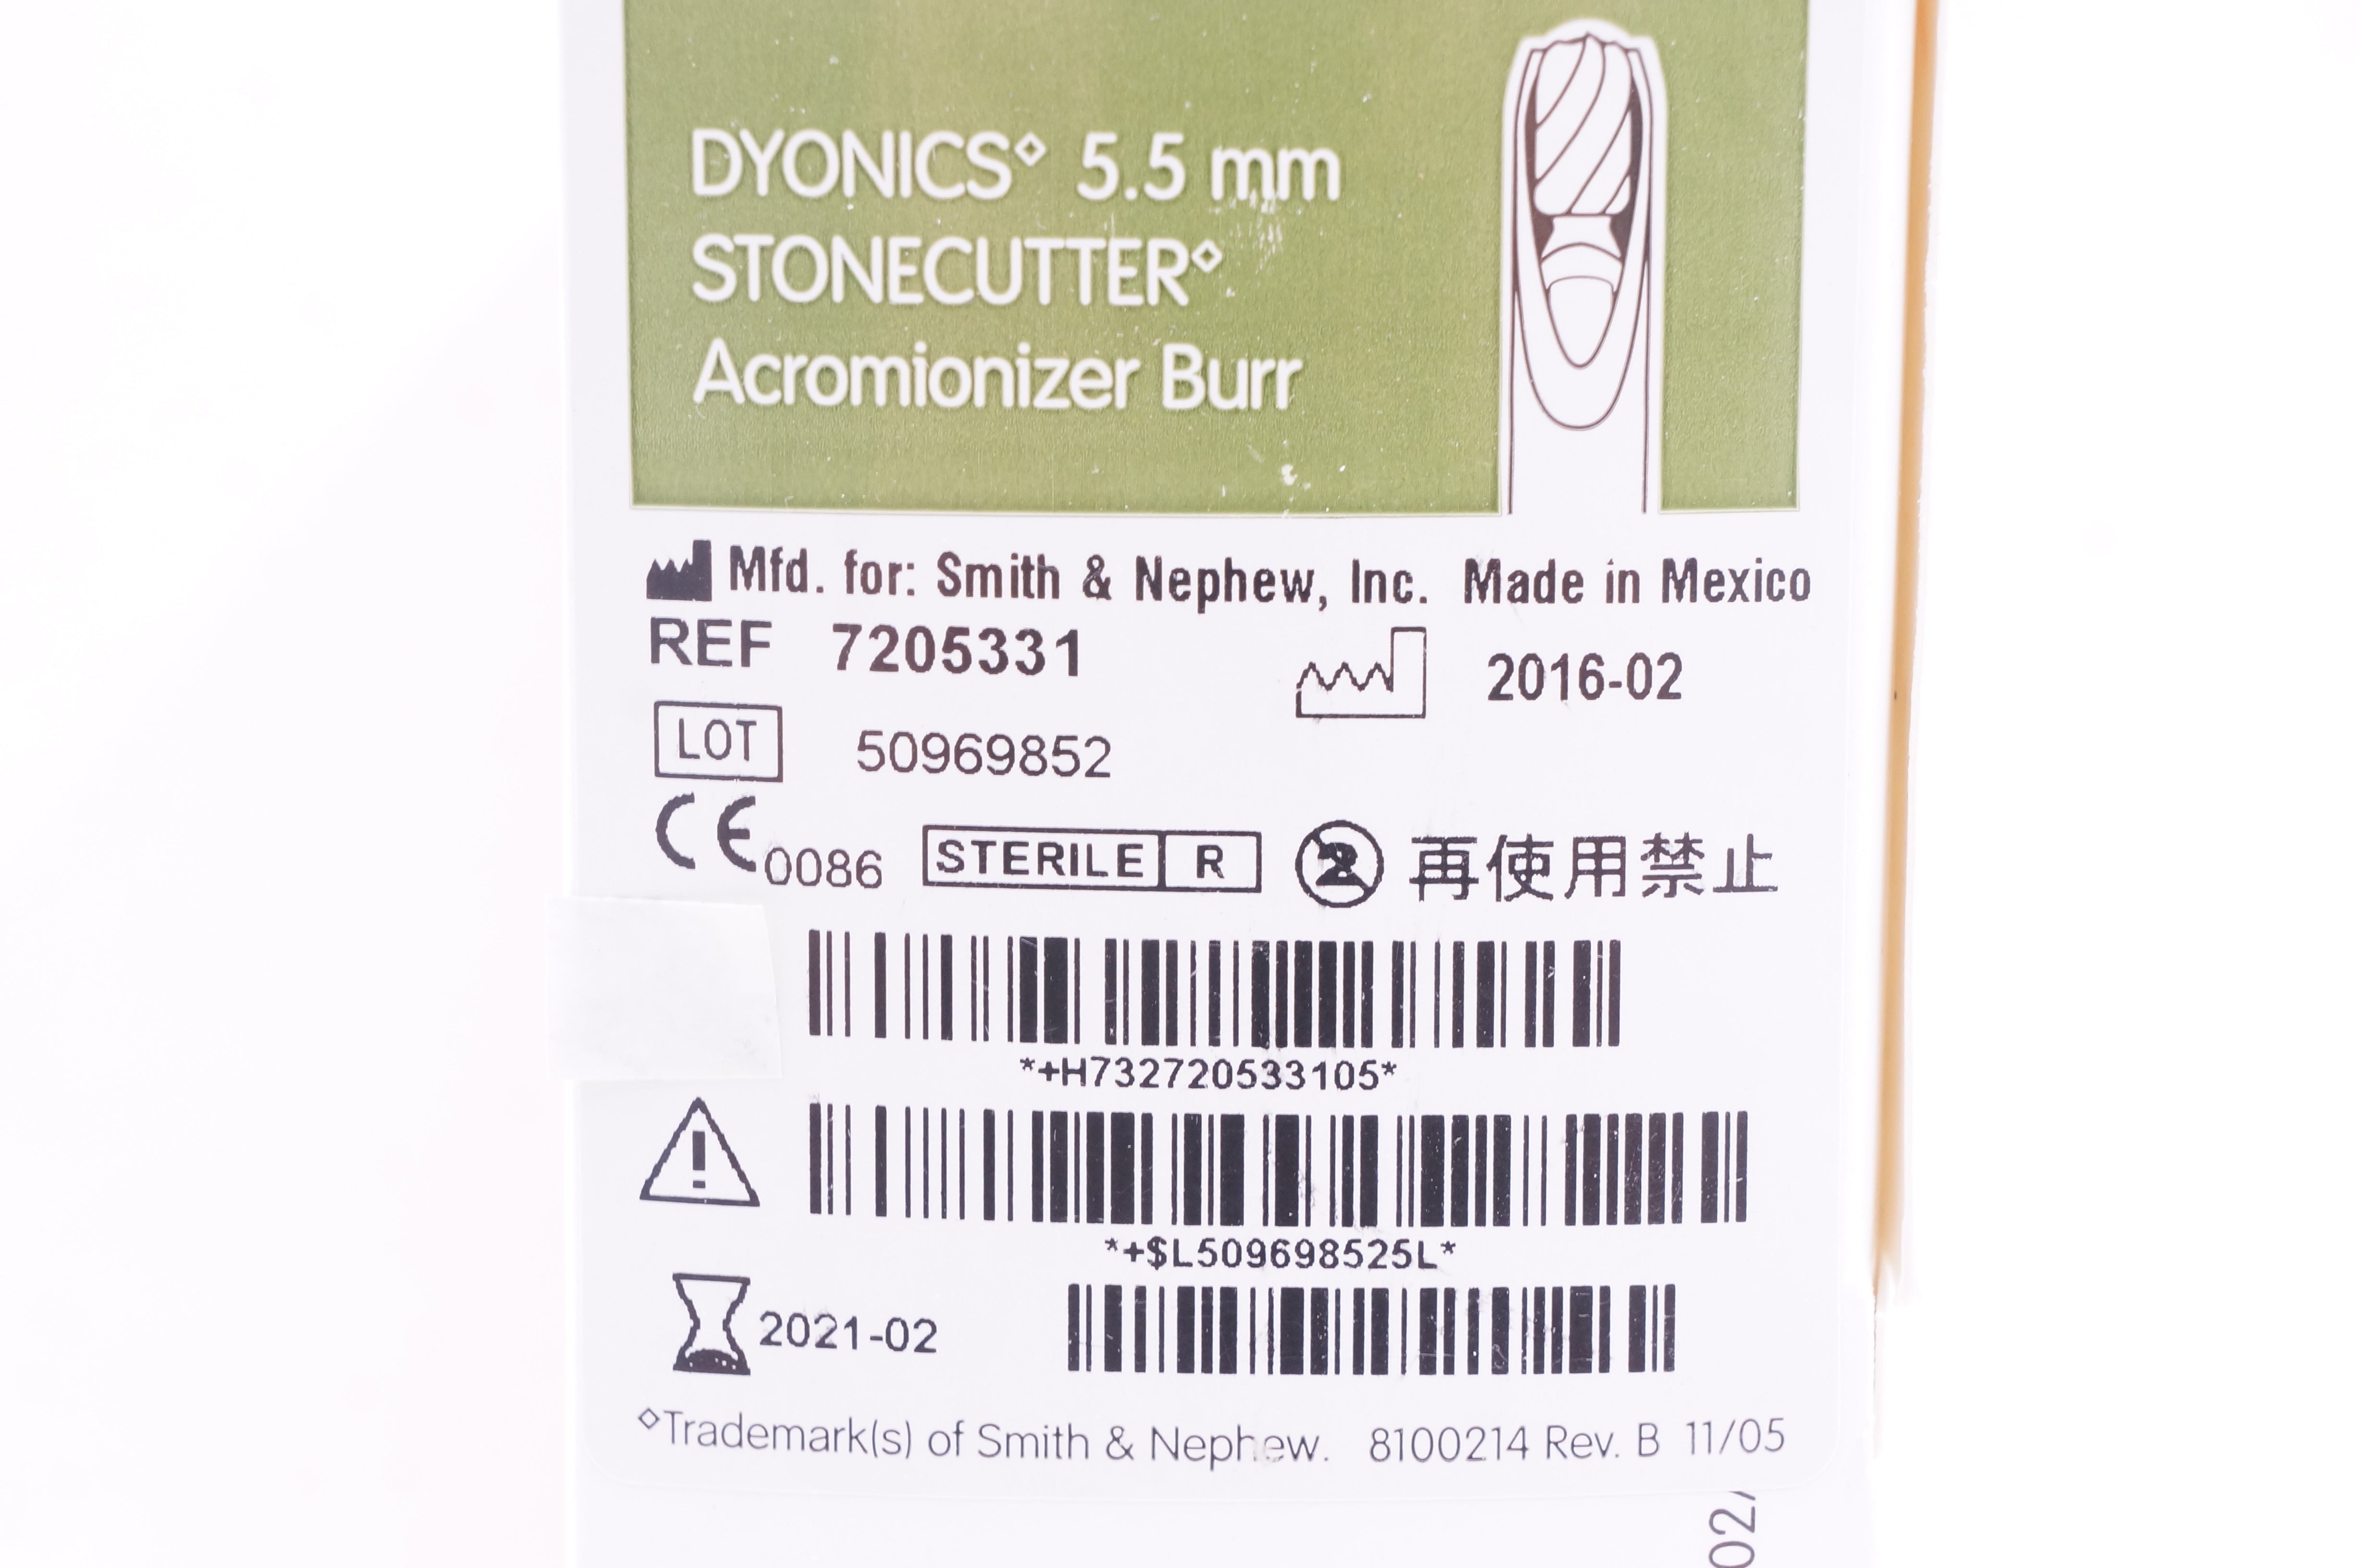 DYONICS◇ 5.5 mm
STONECUTTER◇
Acromionizer Burr
Mfd. for: Smith & Nephew, Inc. Made in Mexico
REF 7205331
2016-02
LOT 50969852
CE 0086 STERILE R 2 再使用禁止
*+H732720533105*
!
*+$L509698525L*
2021-02
◇Trademark(s) of Smith & Nephew. 8100214 Rev. B 11/05
02/